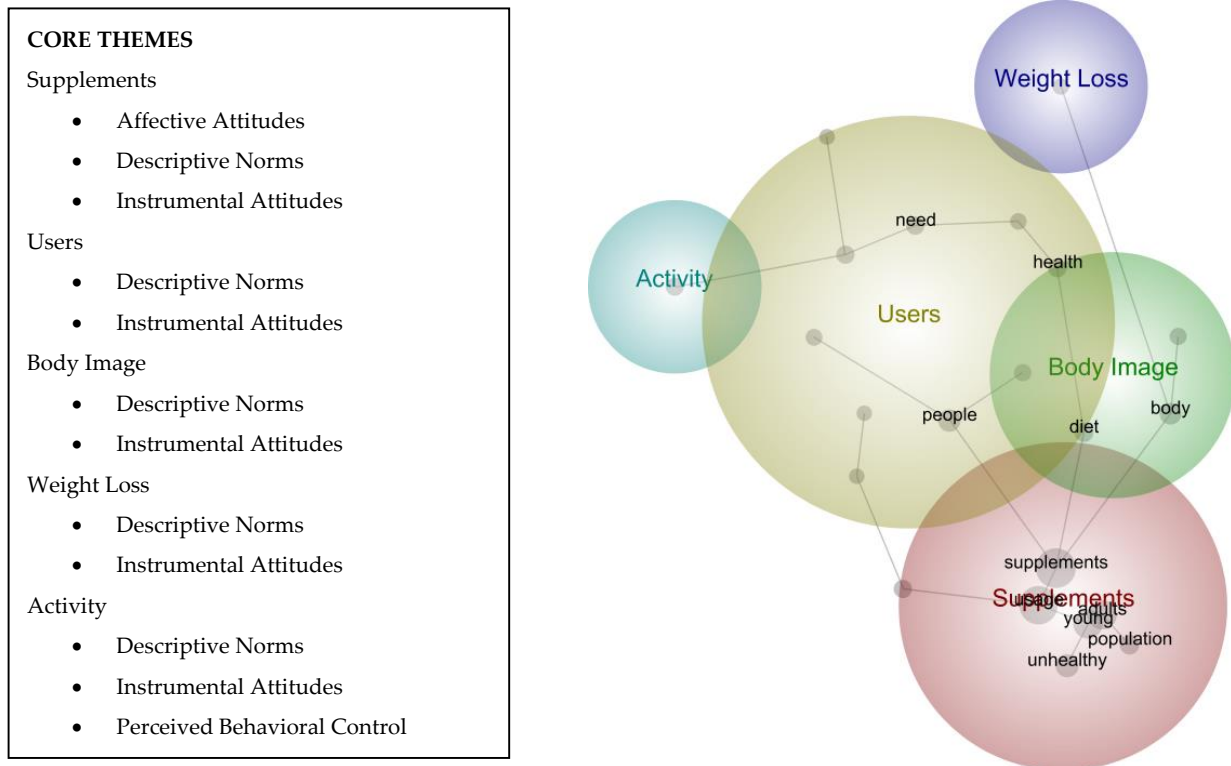 CORE THEMES
Supplements
• Affective Attitudes
• Descriptive Norms
• Instrumental Attitudes
Users
• Descriptive Norms
• Instrumental Attitudes
Body Image
• Descriptive Norms
• Instrumental Attitudes
Weight Loss
• Descriptive Norms
• Instrumental Attitudes
Activity
• Descriptive Norms
• Instrumental Attitudes
• Perceived Behavioral Control
Weight Loss
need
health
Activity
Users
Body Image
people
body
diet
supplements
Supplements
usage
adults
young
population
unhealthy